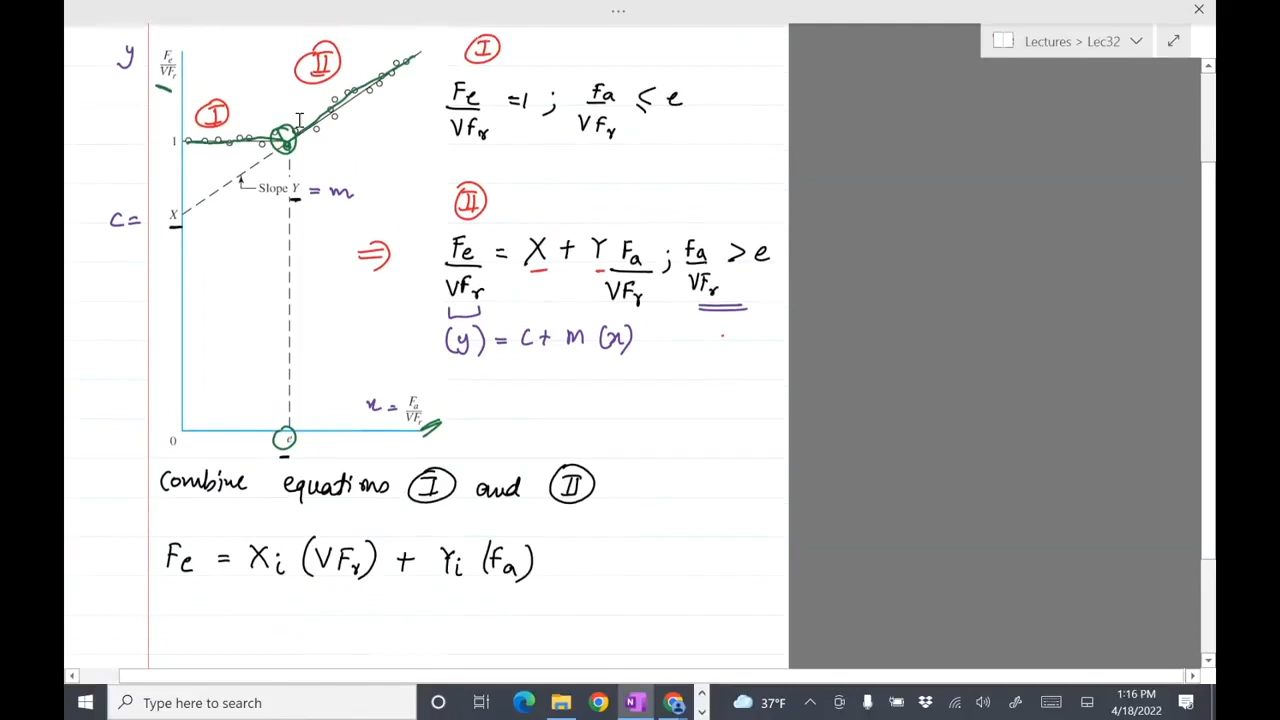 ...
Lectures > Lec32
y
Fe/VFr
II
I
1
Slope Y = m
C = X
0
e
x = Fa/VFr
I
Fe/VFr = 1 ; fa/VFr ≤ e
II
⇒ Fe/VFr = X + Y Fa/VFr ; fa/VFr > e
(y) = C + m (x)
Combine equations I and II
Fe = Xi (VFr) + Yi (fa)
Type here to search
37°F
1:16 PM
4/18/2022